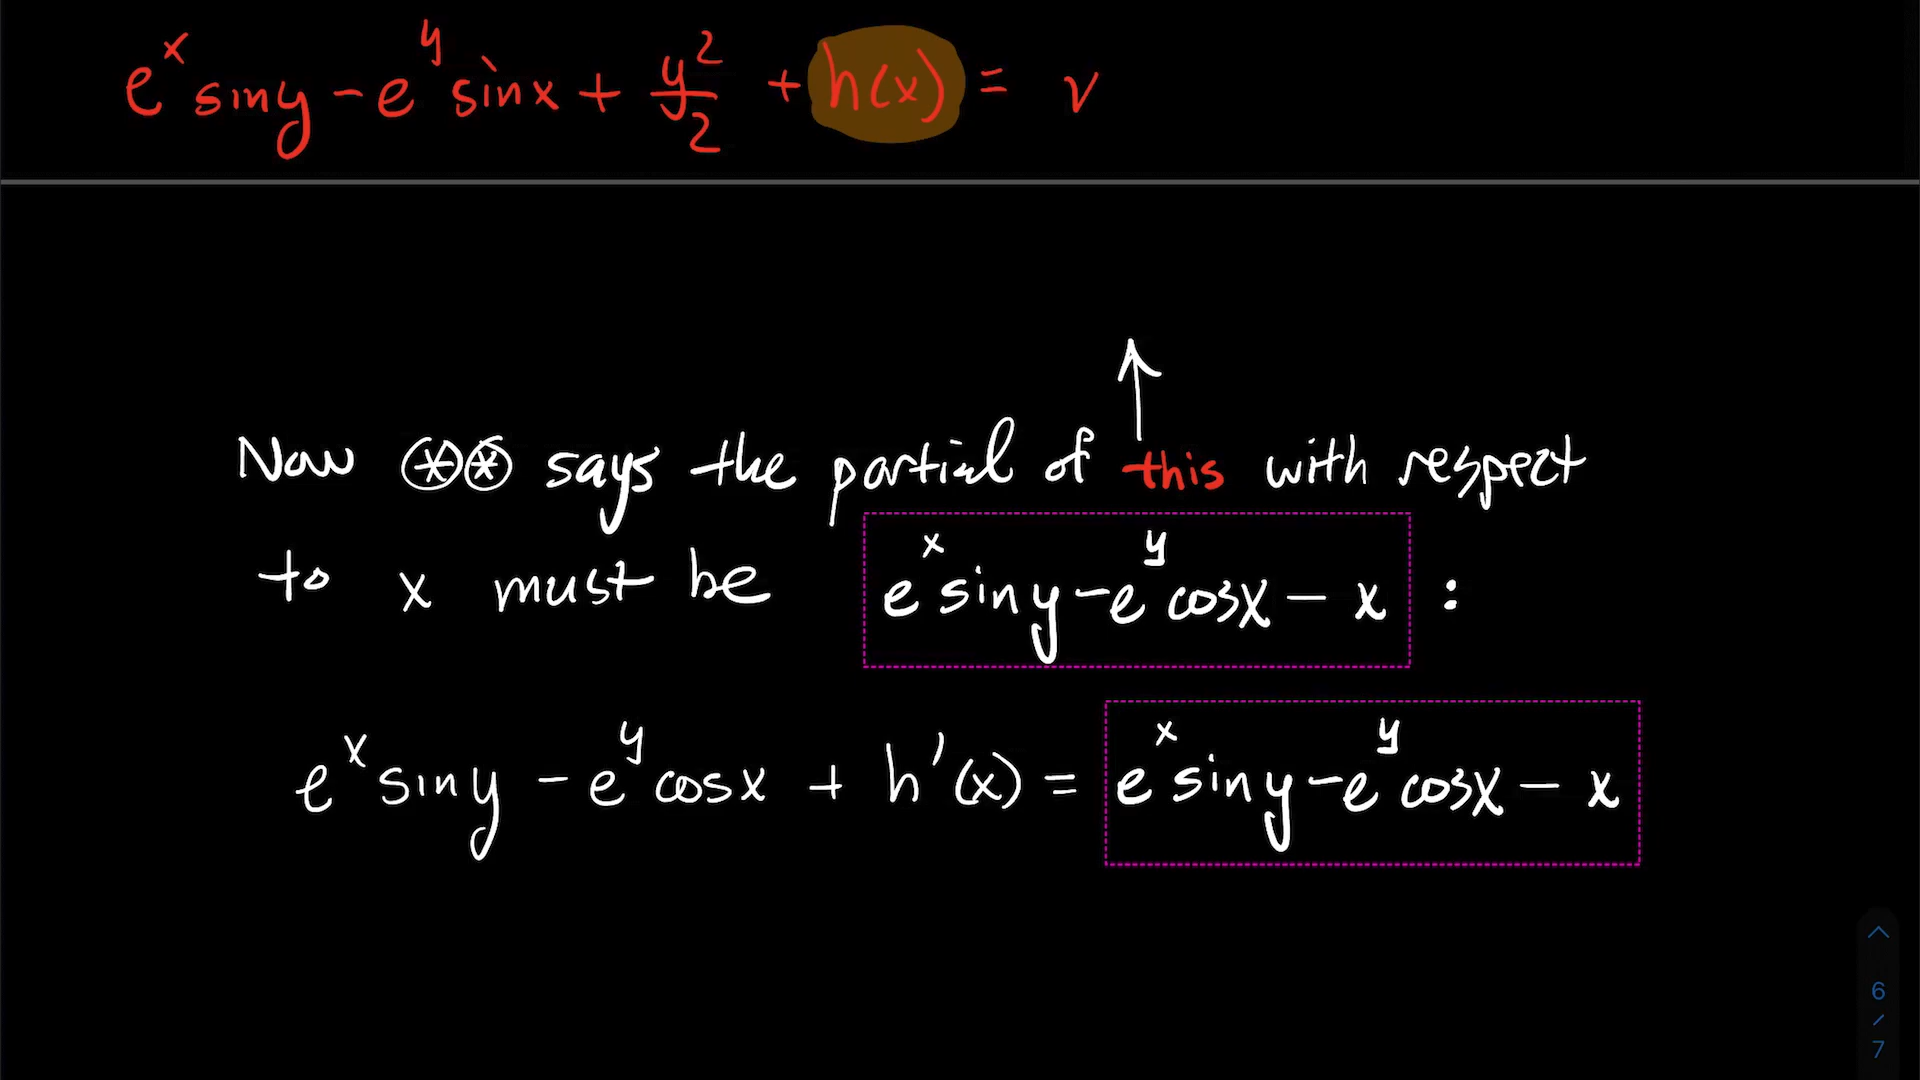 e^x sin y - e^y sin x + y^2/2 + h(x) = v
Now ⊛⊛ says the partial of this with respect
to x must be e^x sin y - e^y cos x - x :
e^x sin y - e^y cos x + h'(x) = e^x sin y - e^y cos x - x
6
/
7